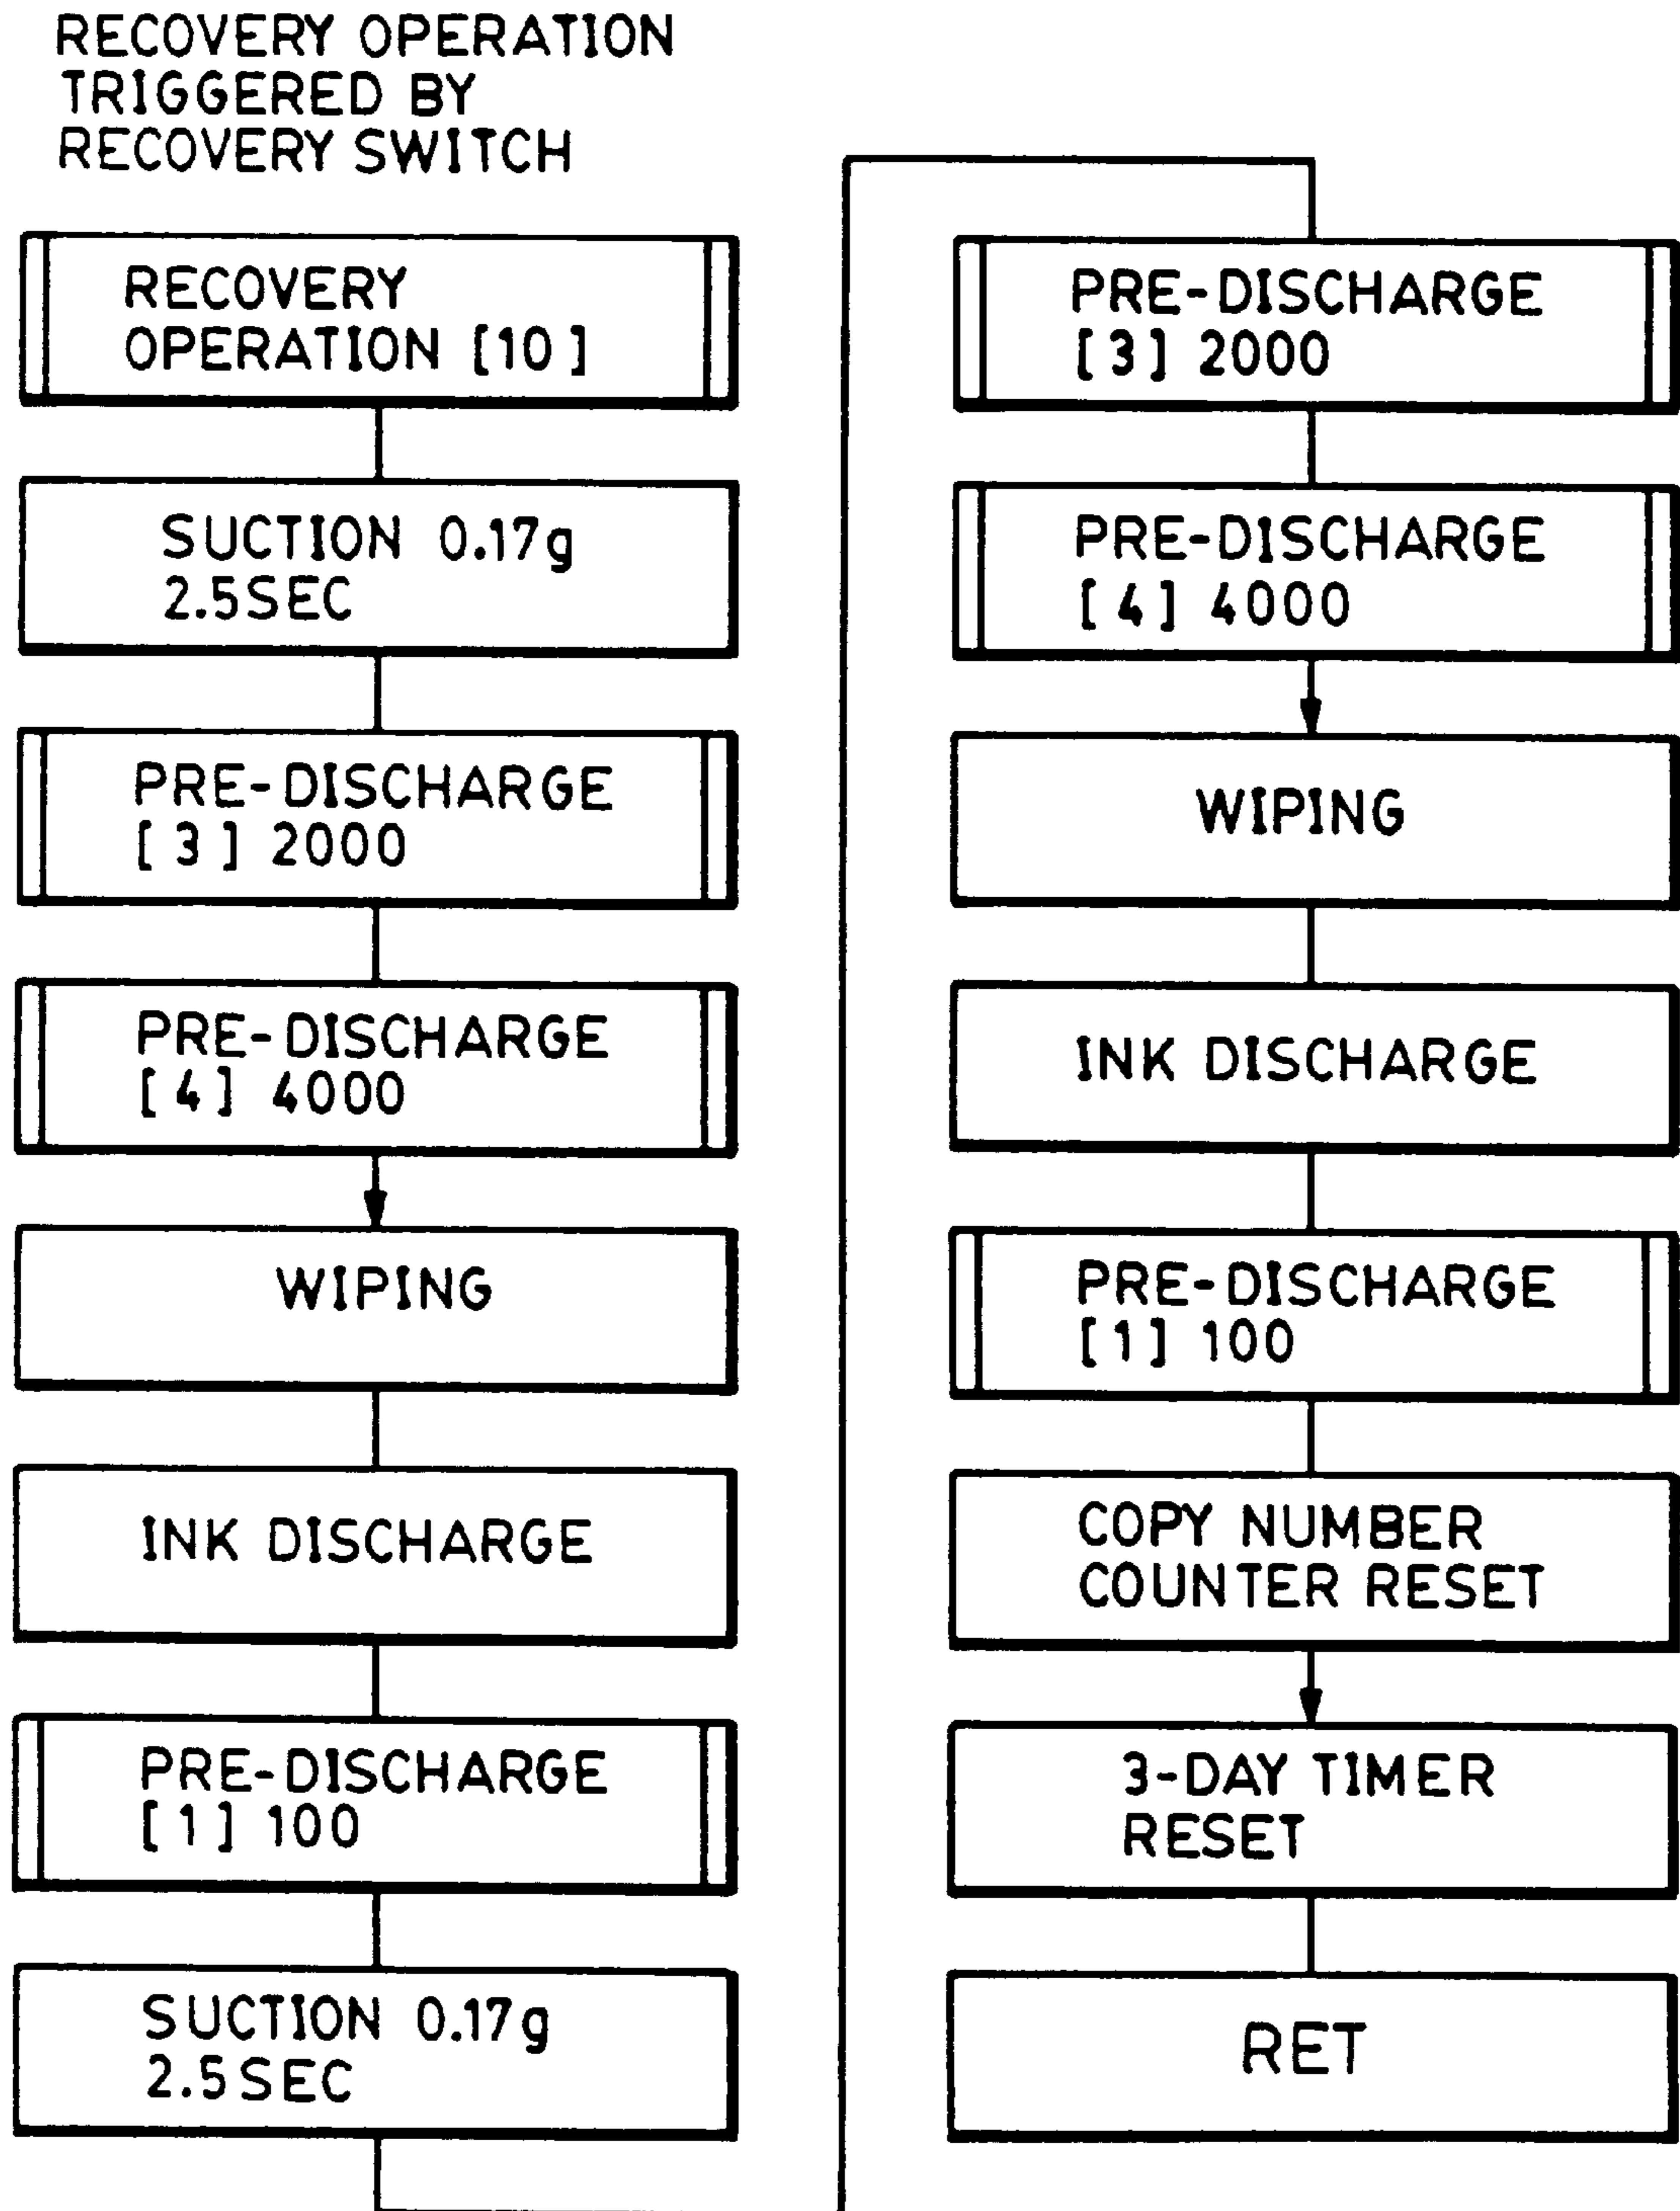 RECOVERY OPERATION
TRIGGERED BY
RECOVERY SWITCH
RECOVERY
OPERATION [10]
SUCTION 0.17g
2.5SEC
PRE-DISCHARGE
[3] 2000
PRE-DISCHARGE
[4] 4000
WIPING
INK DISCHARGE
PRE-DISCHARGE
[1] 100
SUCTION 0.17g
2.5SEC
PRE-DISCHARGE
[3] 2000
PRE-DISCHARGE
[4] 4000
WIPING
INK DISCHARGE
PRE-DISCHARGE
[1] 100
COPY NUMBER
COUNTER RESET
3-DAY TIMER
RESET
RET